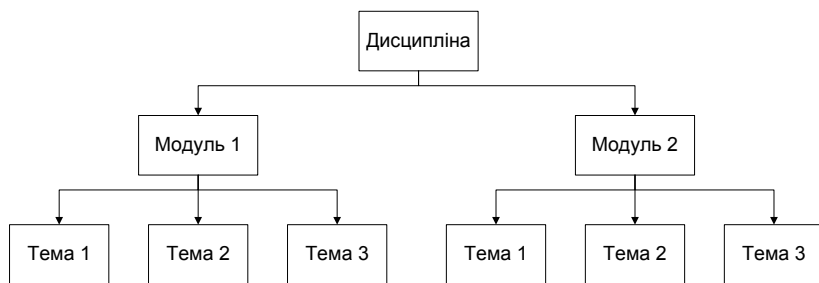 Дисципліна
Модуль 1
Модуль 2
Тема 1
Тема 2
Тема 3
Тема 1
Тема 2
Тема 3